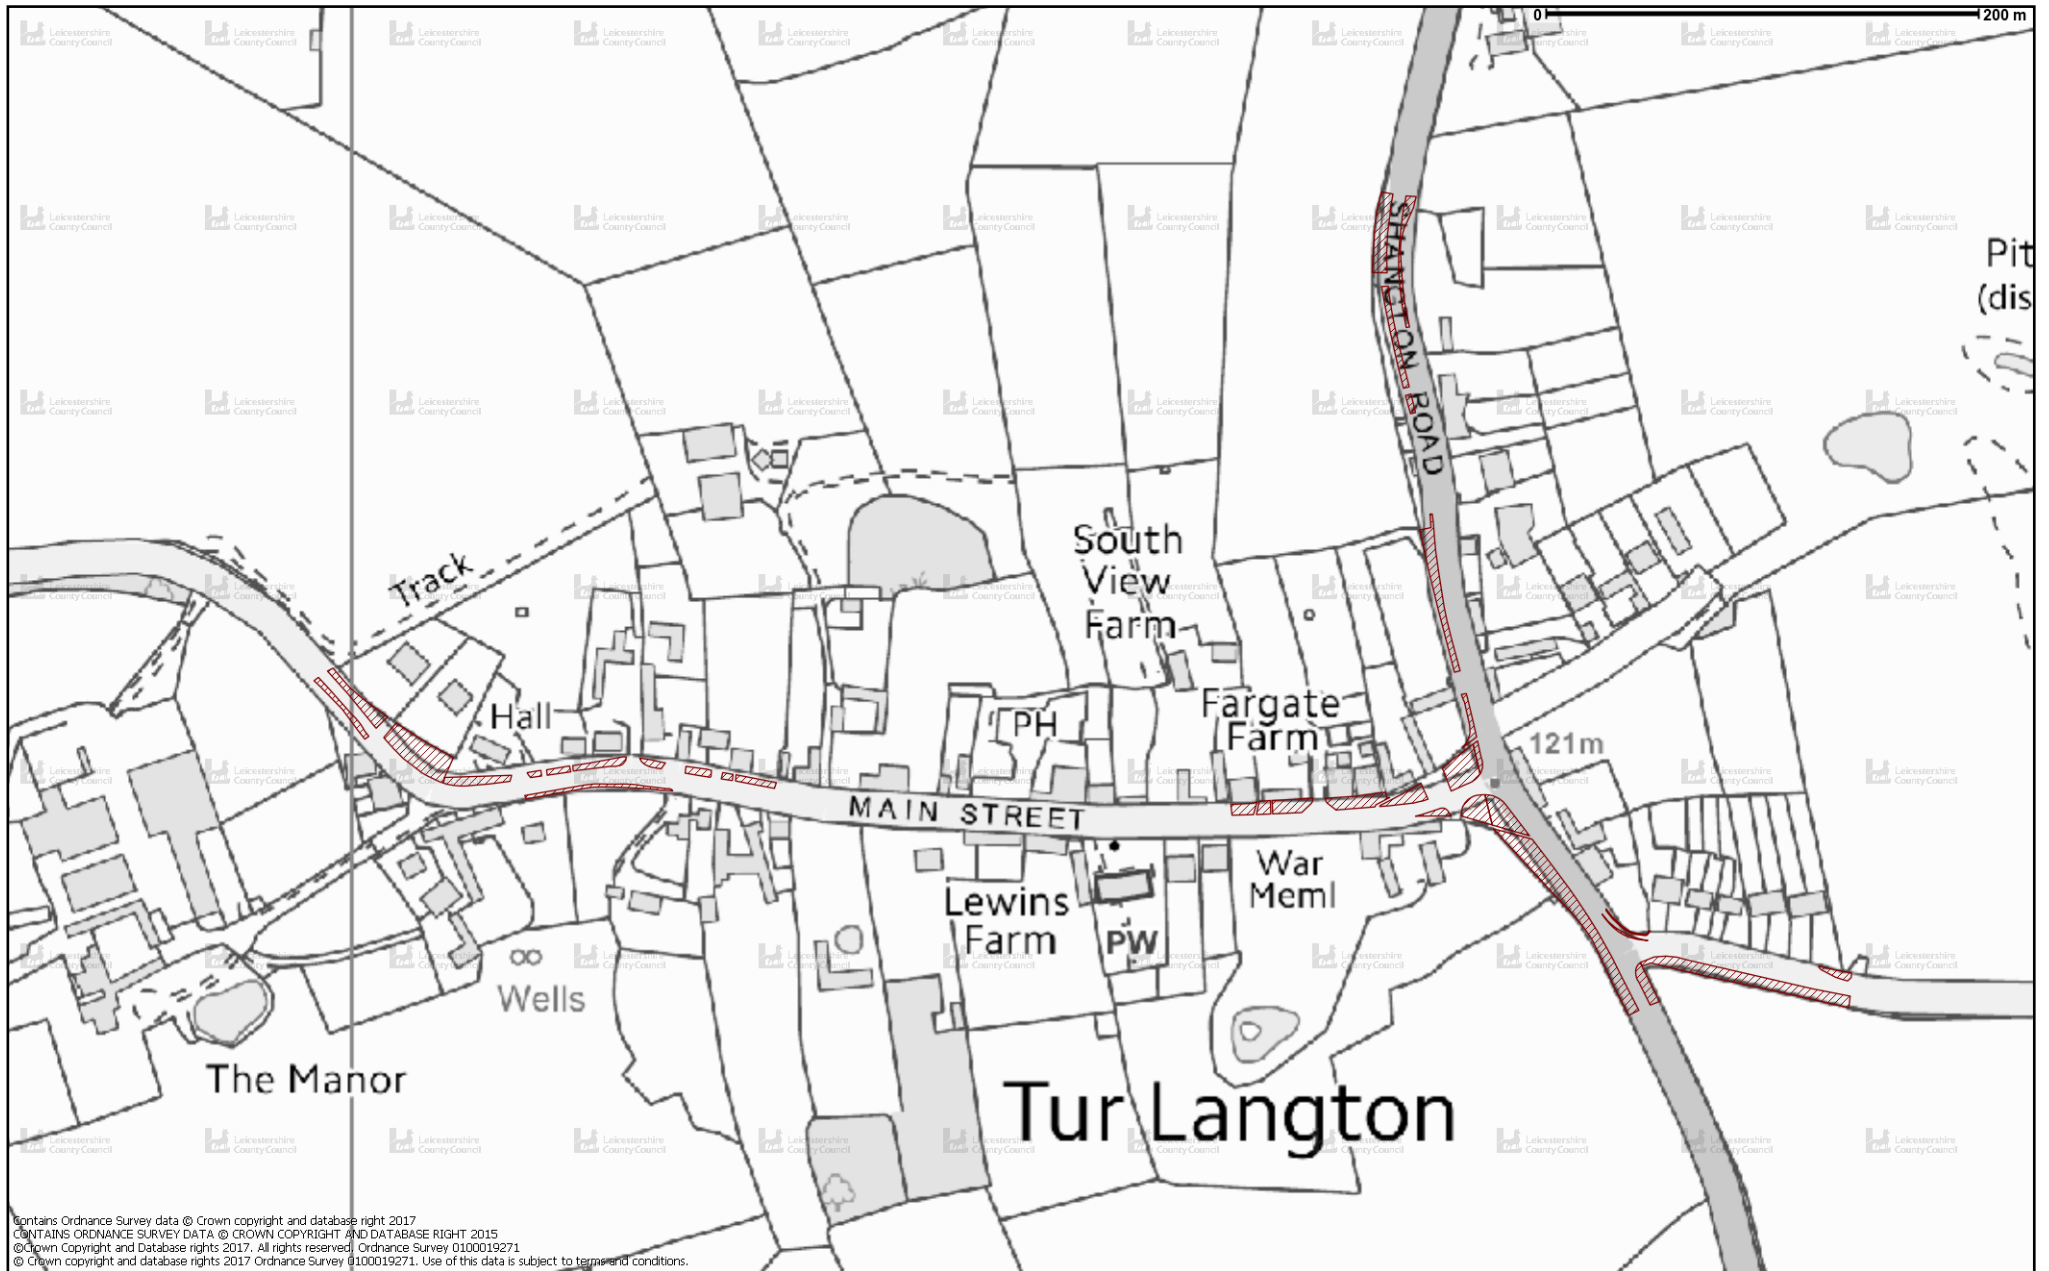 0 200 m
Leicestershire
County Council
SHANGTON ROAD
Pit
(dis
Track
South
View
Farm
Hall
PH
Fargate
Farm
121m
MAIN STREET
Lewins
Farm
War
Meml
PW
Wells
The Manor
Tur Langton
Contains Ordnance Survey data © Crown copyright and database right 2017
CONTAINS ORDNANCE SURVEY DATA © CROWN COPYRIGHT AND DATABASE RIGHT 2015
©Crown Copyright and Database rights 2017. All rights reserved. Ordnance Survey 0100019271
© Crown copyright and database rights 2017 Ordnance Survey 0100019271. Use of this data is subject to terms and conditions.